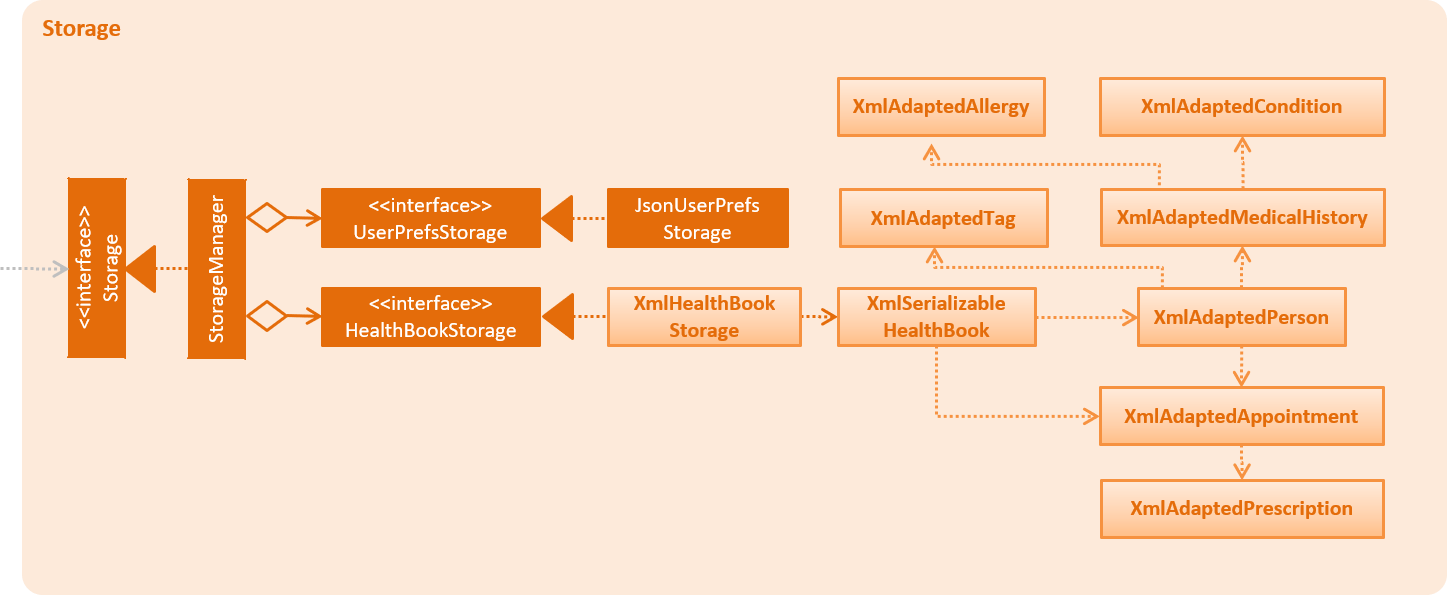 Storage
XmlAdaptedAllergy
XmlAdaptedCondition
<<interface>>
Storage
StorageManager
<<interface>>
UserPrefsStorage
JsonUserPrefs
Storage
XmlAdaptedTag
XmlAdaptedMedicalHistory
<<interface>>
HealthBookStorage
XmlHealthBook
Storage
XmlSerializable
HealthBook
XmlAdaptedPerson
XmlAdaptedAppointment
XmlAdaptedPrescription